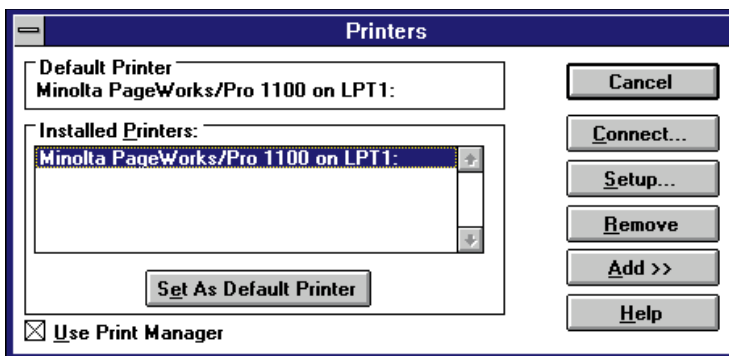 Printers
Default Printer
Minolta PageWorks/Pro 1100 on LPT1:
Installed Printers:
Minolta PageWorks/Pro 1100 on LPT1:
Set As Default Printer
Use Print Manager
Cancel
Connect...
Setup...
Remove
Add >>
Help